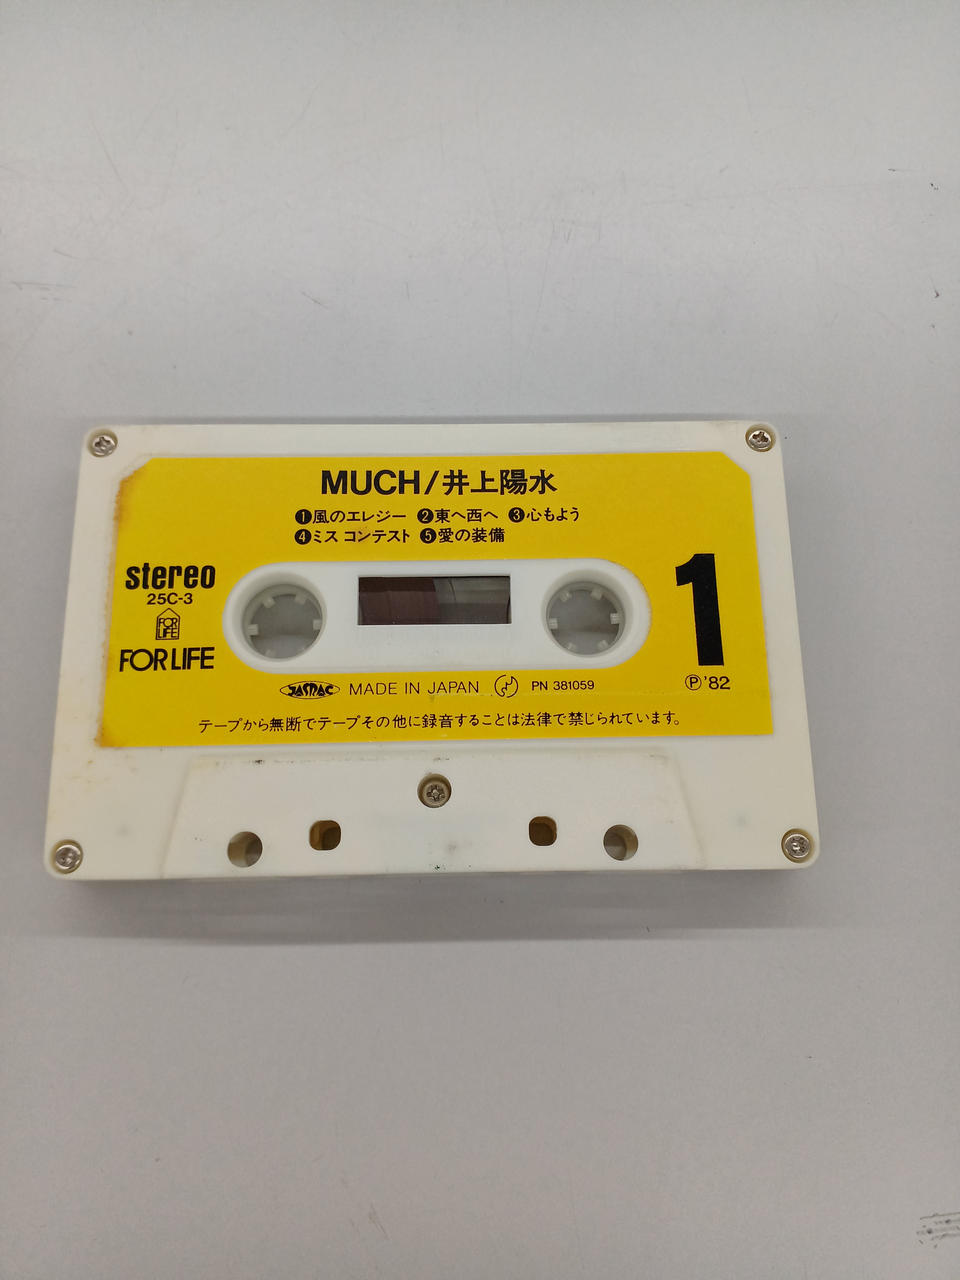 MUCH/井上陽水
❶風のエレジー ❷東へ西へ ❸心もよう
❹ミス コンテスト ❺愛の装備
stereo
25C-3
FOR
LIFE
FOR LIFE
1
℗'82
JASRAC MADE IN JAPAN PN 381059
テープから無断でテープその他に録音することは法律で禁じられています。